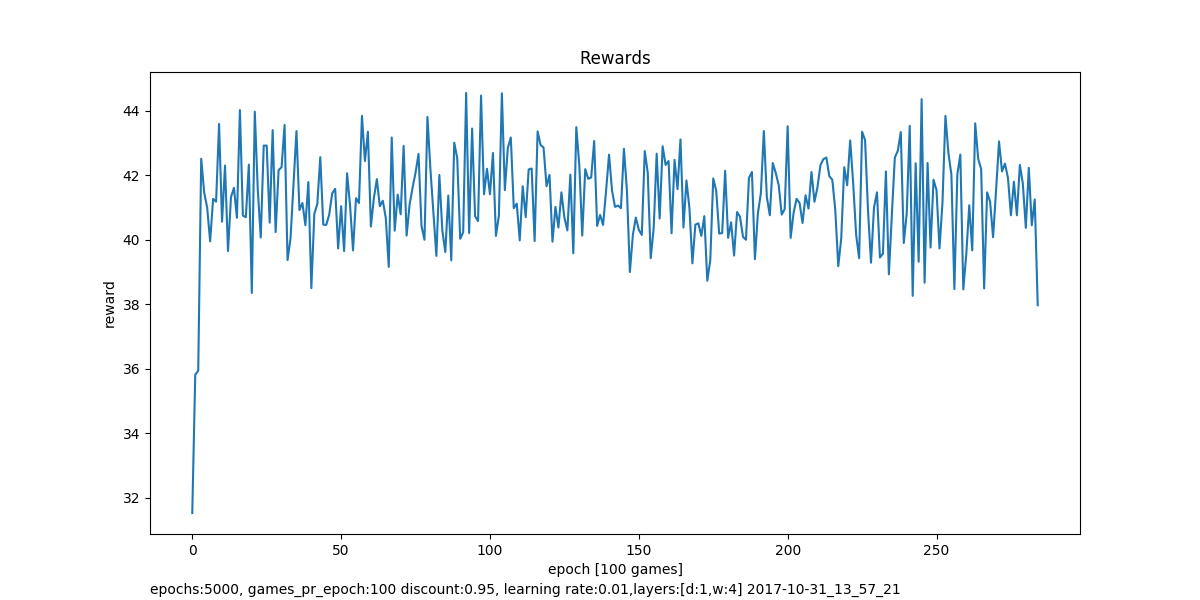 Rewards
44
42
40
38
36
34
32
reward
0 50 100 150 200 250
epoch [100 games]
epochs:5000, games_pr_epoch:100 discount:0.95, learning rate:0.01,layers:[d:1,w:4] 2017-10-31_13_57_21